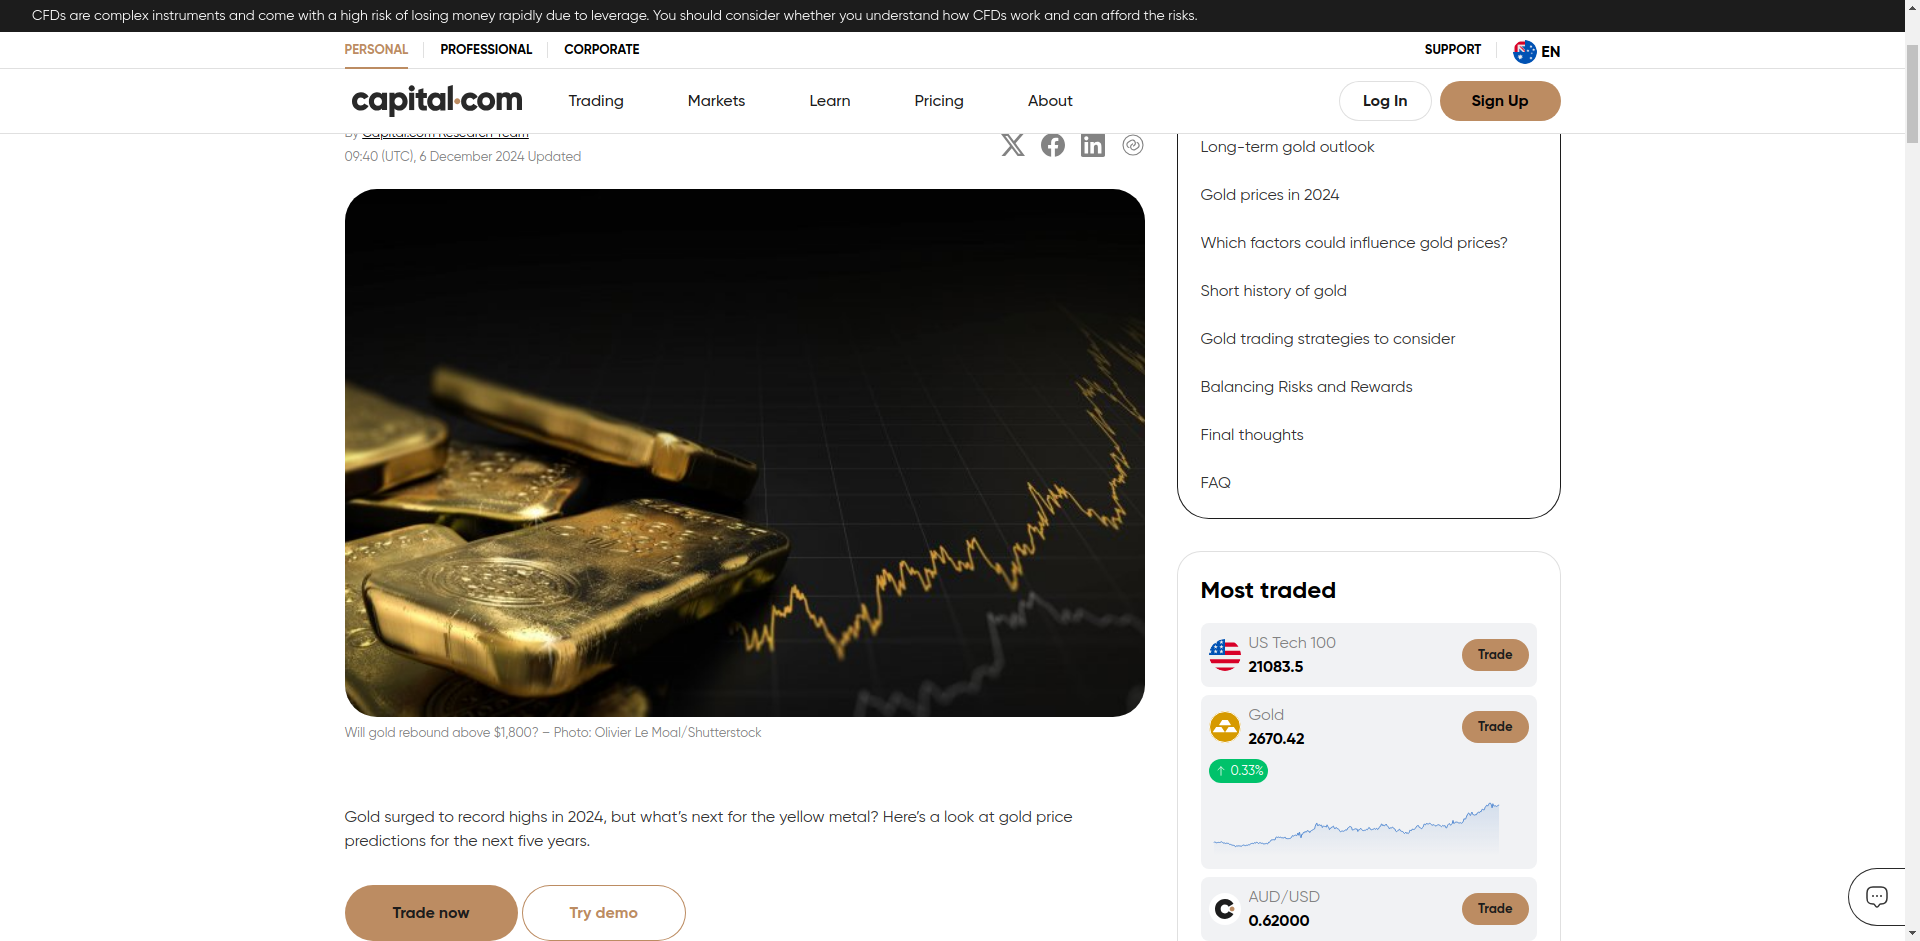 CFDs are complex instruments and come with a high risk of losing money rapidly due to leverage. You should consider whether you understand how CFDs work and can afford the risks.
PERSONAL
PROFESSIONAL
CORPORATE
SUPPORT
EN
capital.com
Trading
Markets
Learn
Pricing
About
Log In
Sign Up
By Capital.com Research Team
09:40 (UTC), 6 December 2024 Updated
Will gold rebound above $1,800? – Photo: Olivier Le Moal/Shutterstock
Gold surged to record highs in 2024, but what’s next for the yellow metal? Here’s a look at gold price
predictions for the next five years.
Trade now
Try demo
Long-term gold outlook
Gold prices in 2024
Which factors could influence gold prices?
Short history of gold
Gold trading strategies to consider
Balancing Risks and Rewards
Final thoughts
FAQ
Most traded
US Tech 100
21083.5
Trade
Gold
2670.42
Trade
↑ 0.33%
AUD/USD
0.62000
Trade